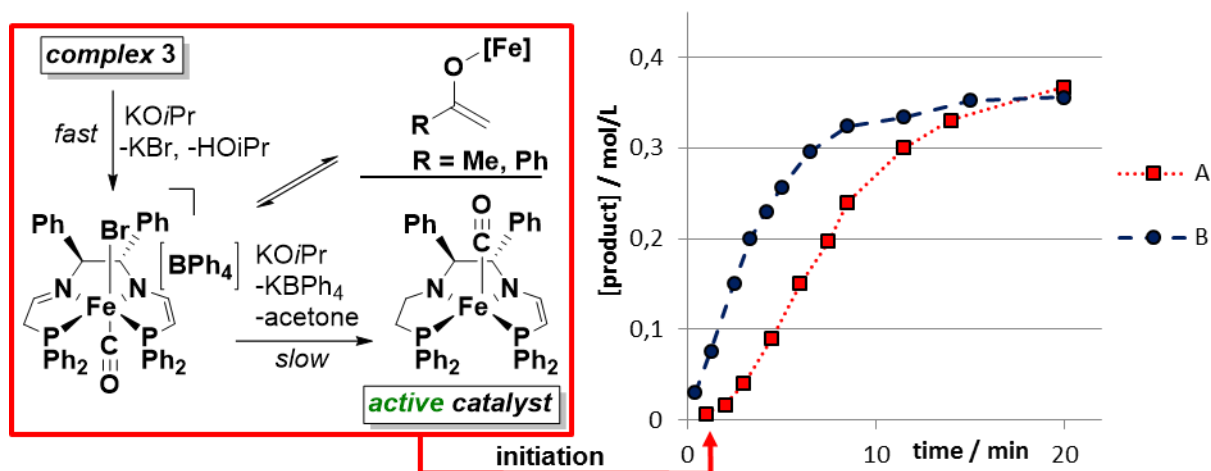 complex 3
fast
KOiPr
-KBr, -HOiPr
[Fe]
O
R
R = Me, Ph
Ph
Br
Ph
[BPh4]
N
N
Fe
P
P
Ph2
C
Ph2
O
KOiPr
-KBPh4
-acetone
slow
O
C
Ph
Ph
N
N
Fe
P
P
Ph2
Ph2
active catalyst
initiation
[product] / mol/L
0,4
0,3
0,2
0,1
0
0
10
20
time / min
A
B